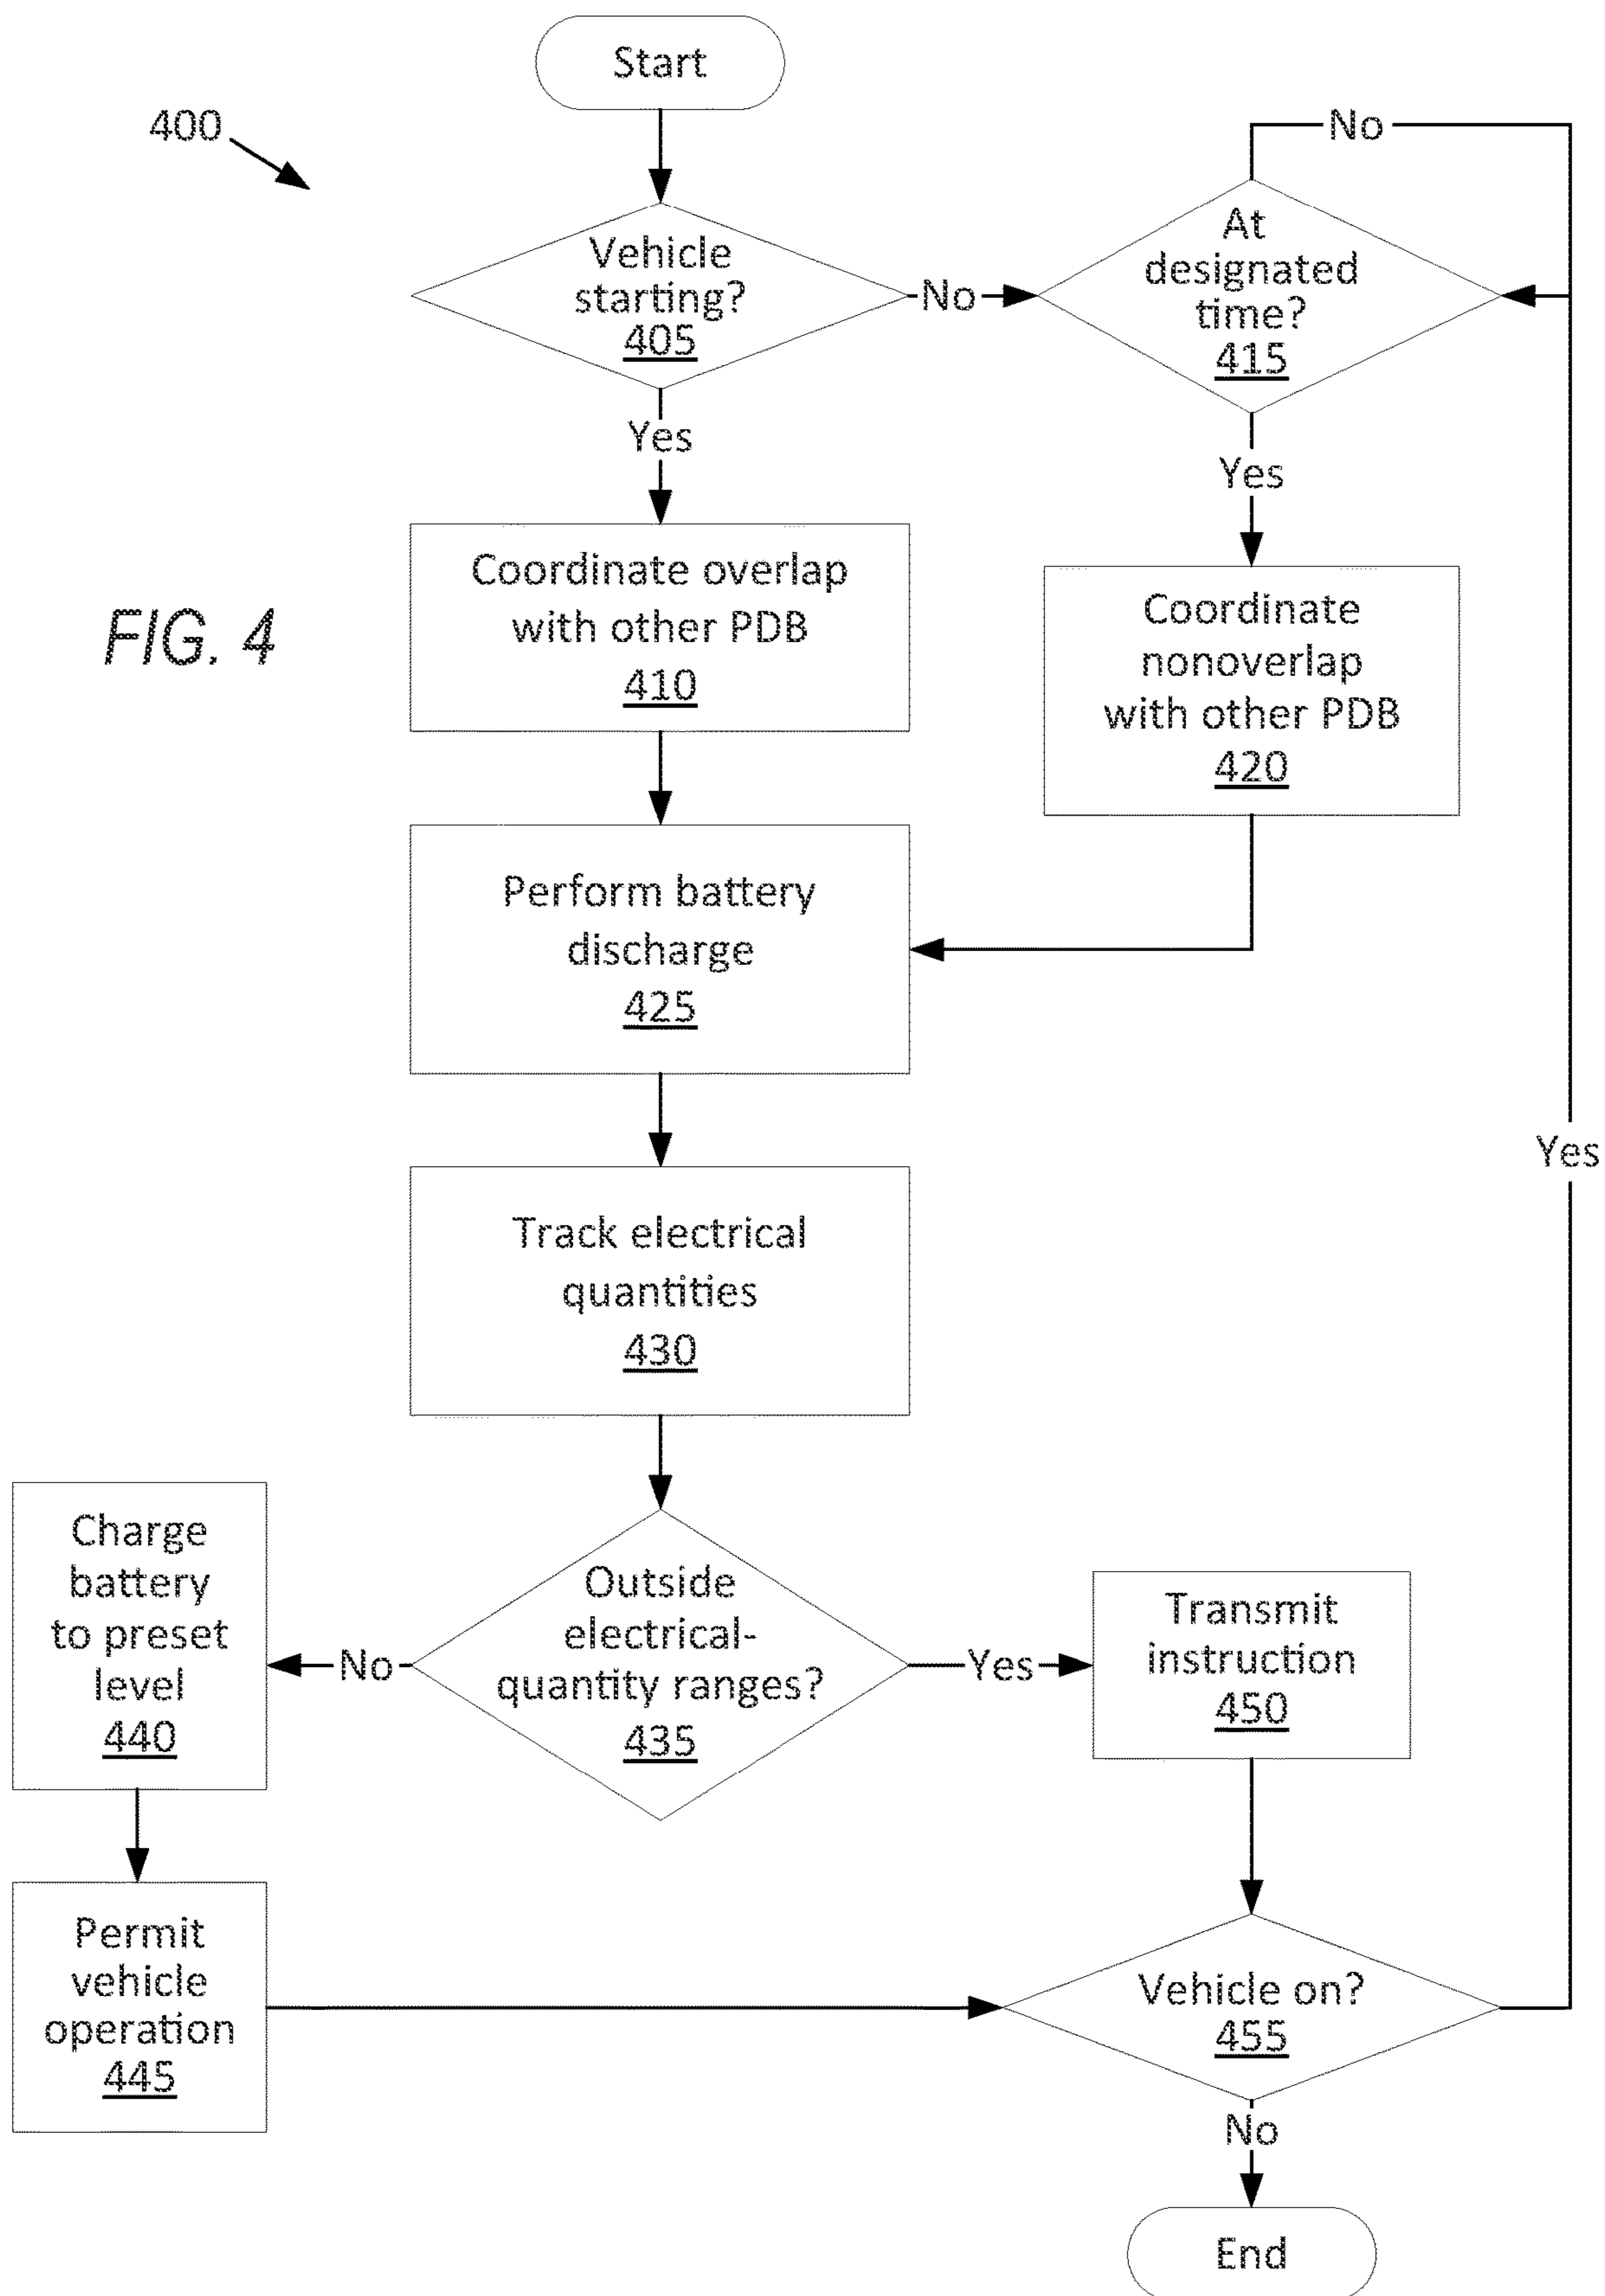 Start
400
No
Vehicle
starting?
405
No
At
designated
time?
415
Yes
Yes
Coordinate overlap
with other PDB
410
FIG. 4
Coordinate
nonoverlap
with other PDB
420
Perform battery
discharge
425
Yes
Track electrical
quantities
430
Charge
battery
to preset
level
440
No
Outside
electrical-
quantity ranges?
435
Yes
Transmit
instruction
450
Permit
vehicle
operation
445
Vehicle on?
455
No
End